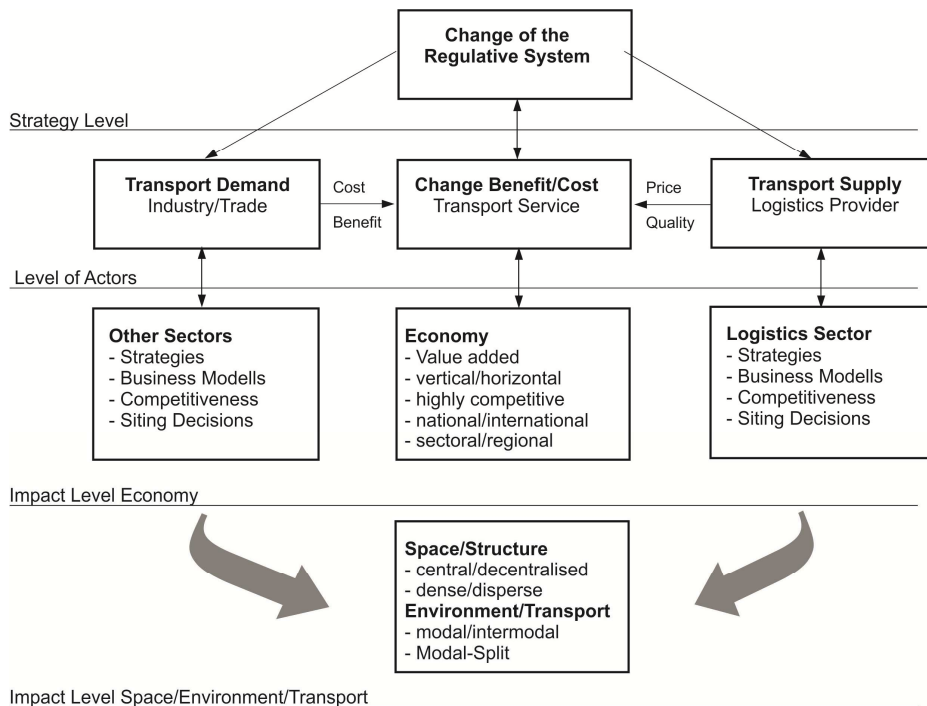 Change of the
Regulative System
Strategy Level
Transport Demand
Industry/Trade
Cost
Benefit
Change Benefit/Cost
Transport Service
Price
Quality
Transport Supply
Logistics Provider
Level of Actors
Other Sectors
- Strategies
- Business Modells
- Competitiveness
- Siting Decisions
Economy
- Value added
- vertical/horizontal
- highly competitive
- national/international
- sectoral/regional
Logistics Sector
- Strategies
- Business Modells
- Competitiveness
- Siting Decisions
Impact Level Economy
Space/Structure
- central/decentralised
- dense/disperse
Environment/Transport
- modal/intermodal
- Modal-Split
Impact Level Space/Environment/Transport